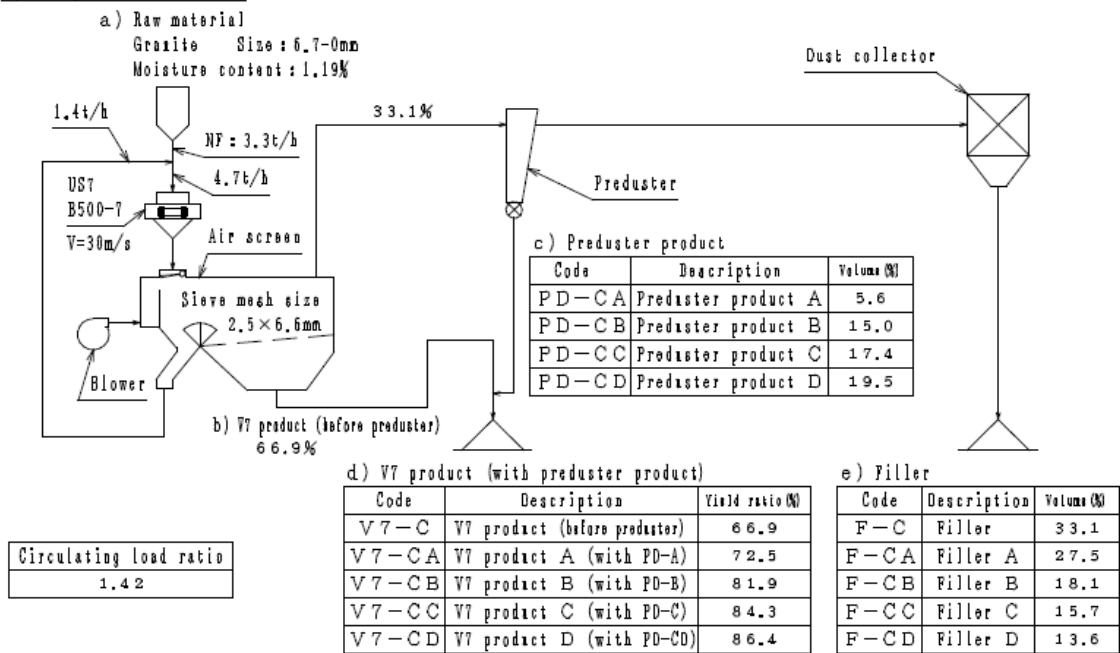 a) Raw material
Granite Size : 6.7-0mm
Moisture content : 1.19%
Dust collector
1.4t/h
33.1%
NF : 3.3t/h
US7
4.7t/h
Preduster
B500-7
V=30m/s
Air screen
c) Preduster product
Code Description Volume (%)
PD-CA Preduster product A 5.6
PD-CB Preduster product B 15.0
PD-CC Preduster product C 17.4
PD-CD Preduster product D 19.5
Sieve mesh size
2.5×6.6mm
Blower
b) V7 product (before preduster)
66.9%
d) V7 product (with preduster product)
Code Description Yield ratio (%)
V7-C V7 product (before preduster) 66.9
V7-CA V7 product A (with PD-A) 72.5
V7-CB V7 product B (with PD-B) 81.9
V7-CC V7 product C (with PD-C) 84.3
V7-CD V7 product D (with PD-CD) 86.4
e) Filler
Code Description Volume (%)
F-C Filler 33.1
F-CA Filler A 27.5
F-CB Filler B 18.1
F-CC Filler C 15.7
F-CD Filler D 13.6
Circulating load ratio
1.42